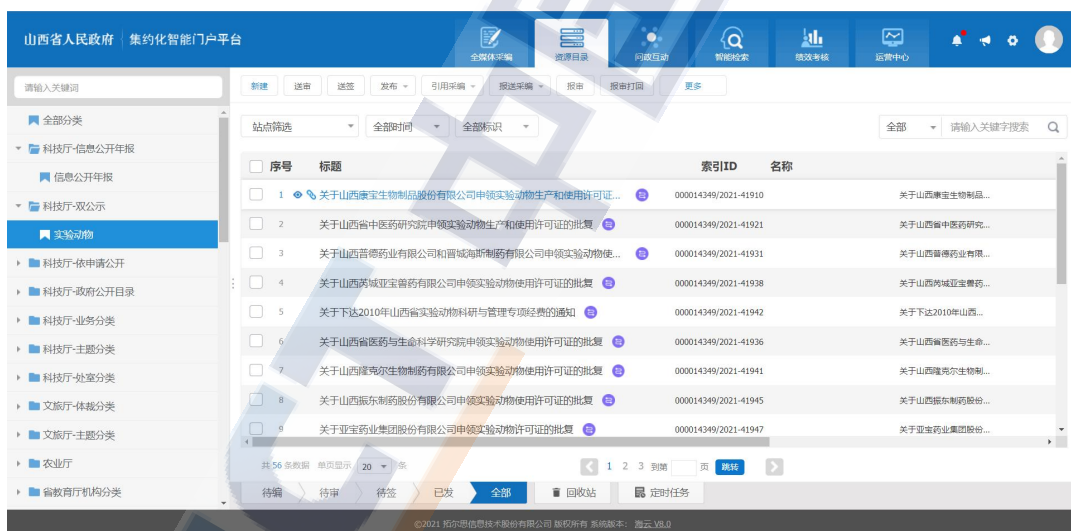 山西省人民政府 集约化智能门户平台
全媒体采编 资源目录 问政互动 智能检索 绩效考核 运营中心
请输入关键词
新建 送审 送签 发布 引用采编 报送采编 报审 报审打回 更多
全部分类
科技厅-信息公开年报
信息公开年报
科技厅-双公示
实验动物
科技厅-依申请公开
科技厅-政府公开目录
科技厅-业务分类
科技厅-主题分类
科技厅-处室分类
文旅厅-体裁分类
文旅厅-主题分类
农业厅
省教育厅机构分类
站点筛选 全部时间 全部标识 全部 请输入关键字搜索
序号 标题 索引ID 名称
1 关于山西康宝生物制品股份有限公司申领实验动物生产和使用许可证... 000014349/2021-41910 关于山西康宝生物制品...
2 关于山西省中医药研究院申领实验动物生产和使用许可证的批复 000014349/2021-41921 关于山西省中医药研究...
3 关于山西普德药业有限公司和晋城海斯制药有限公司申领实验动物使... 000014349/2021-41931 关于山西普德药业有限...
4 关于山西芮城亚宝兽药有限公司申领实验动物使用许可证的批复 000014349/2021-41938 关于山西芮城亚宝兽药...
5 关于下达2010年山西省实验动物科研与管理专项经费的通知 000014349/2021-41942 关于下达2010年山西...
6 关于山西省医药与生命科学研究院申领实验动物使用许可证的批复 000014349/2021-41936 关于山西省医药与生命...
7 关于山西隆克尔生物制药有限公司申领实验动物使用许可证的批复 000014349/2021-41941 关于山西隆克尔生物制...
8 关于山西振东制药股份有限公司申领实验动物使用许可证的批复 000014349/2021-41945 关于山西振东制药股份...
9 关于亚宝药业集团股份有限公司申领实验动物许可证的批复 000014349/2021-41947 关于亚宝药业集团股份...
共 56 条数据 单页显示 20 条 1 2 3 到第 页 跳转
待编 待审 待签 已发 全部 回收站 定时任务
©2021 拓尔思信息技术股份有限公司 版权所有 系统版本： 海云 V8.0